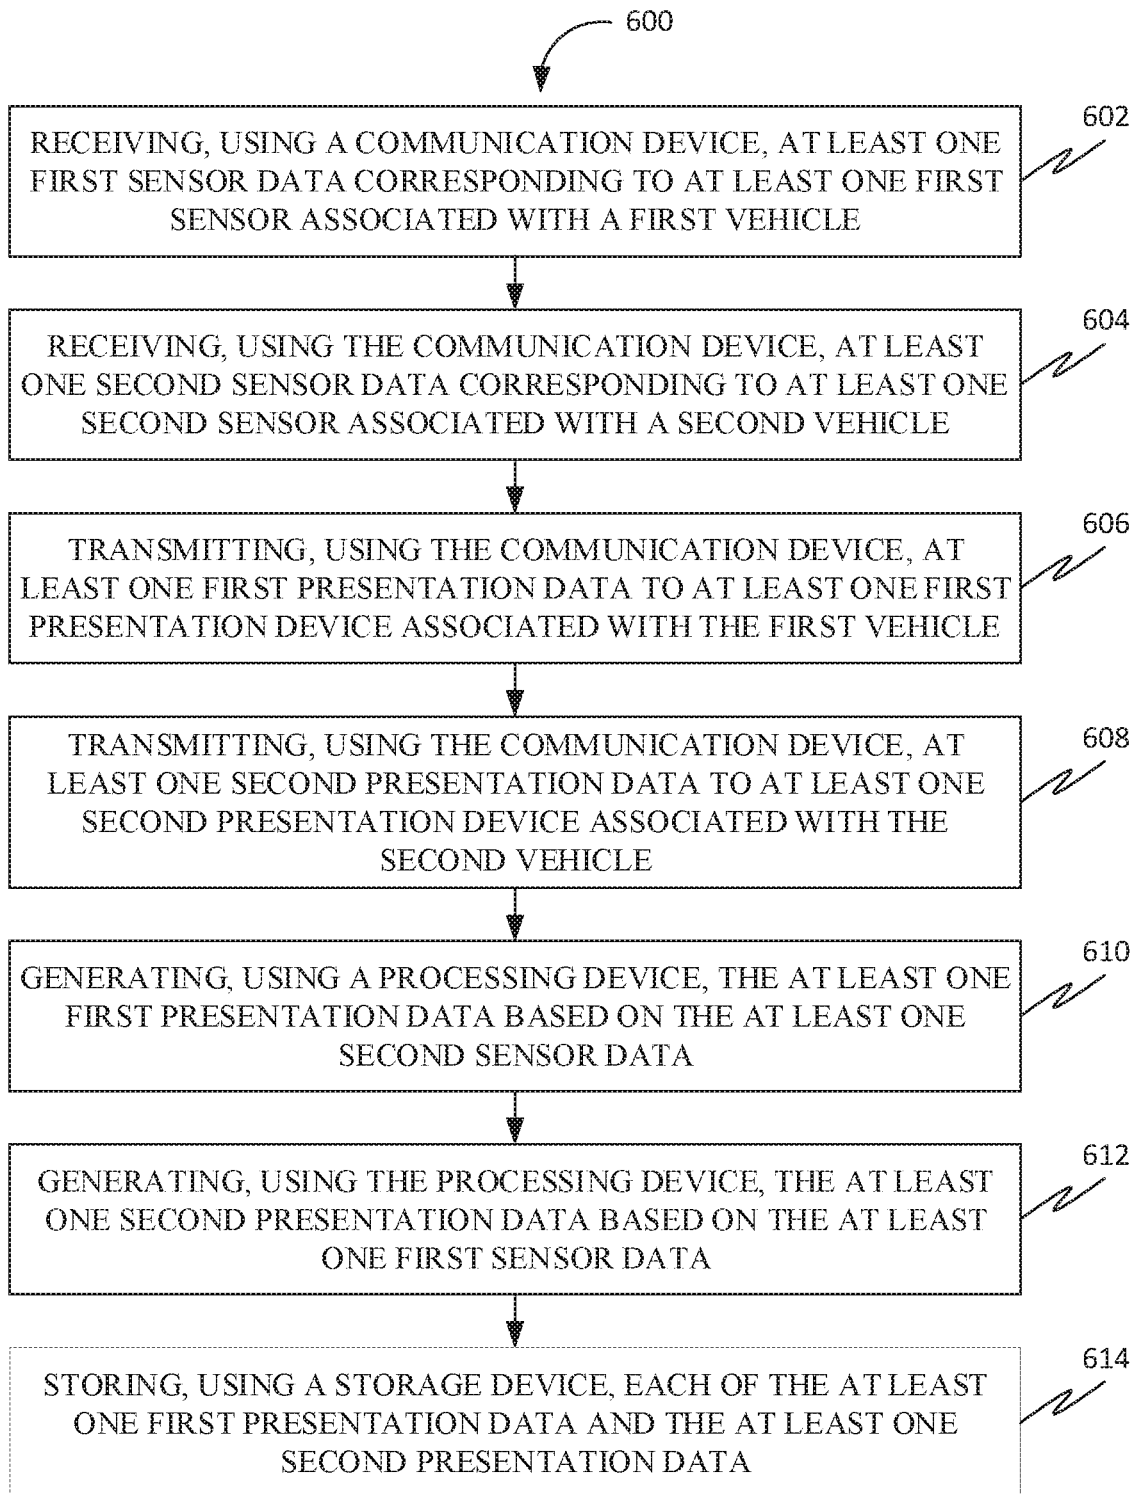 600
602
RECEIVING, USING A COMMUNICATION DEVICE, AT LEAST ONE
FIRST SENSOR DATA CORRESPONDING TO AT LEAST ONE FIRST
SENSOR ASSOCIATED WITH A FIRST VEHICLE
604
RECEIVING, USING THE COMMUNICATION DEVICE, AT LEAST
ONE SECOND SENSOR DATA CORRESPONDING TO AT LEAST ONE
SECOND SENSOR ASSOCIATED WITH A SECOND VEHICLE
606
TRANSMITTING, USING THE COMMUNICATION DEVICE, AT
LEAST ONE FIRST PRESENTATION DATA TO AT LEAST ONE FIRST
PRESENTATION DEVICE ASSOCIATED WITH THE FIRST VEHICLE
608
TRANSMITTING, USING THE COMMUNICATION DEVICE, AT
LEAST ONE SECOND PRESENTATION DATA TO AT LEAST ONE
SECOND PRESENTATION DEVICE ASSOCIATED WITH THE
SECOND VEHICLE
610
GENERATING, USING A PROCESSING DEVICE, THE AT LEAST ONE
FIRST PRESENTATION DATA BASED ON THE AT LEAST ONE
SECOND SENSOR DATA
612
GENERATING, USING THE PROCESSING DEVICE, THE AT LEAST
ONE SECOND PRESENTATION DATA BASED ON THE AT LEAST
ONE FIRST SENSOR DATA
614
STORING, USING A STORAGE DEVICE, EACH OF THE AT LEAST
ONE FIRST PRESENTATION DATA AND THE AT LEAST ONE
SECOND PRESENTATION DATA